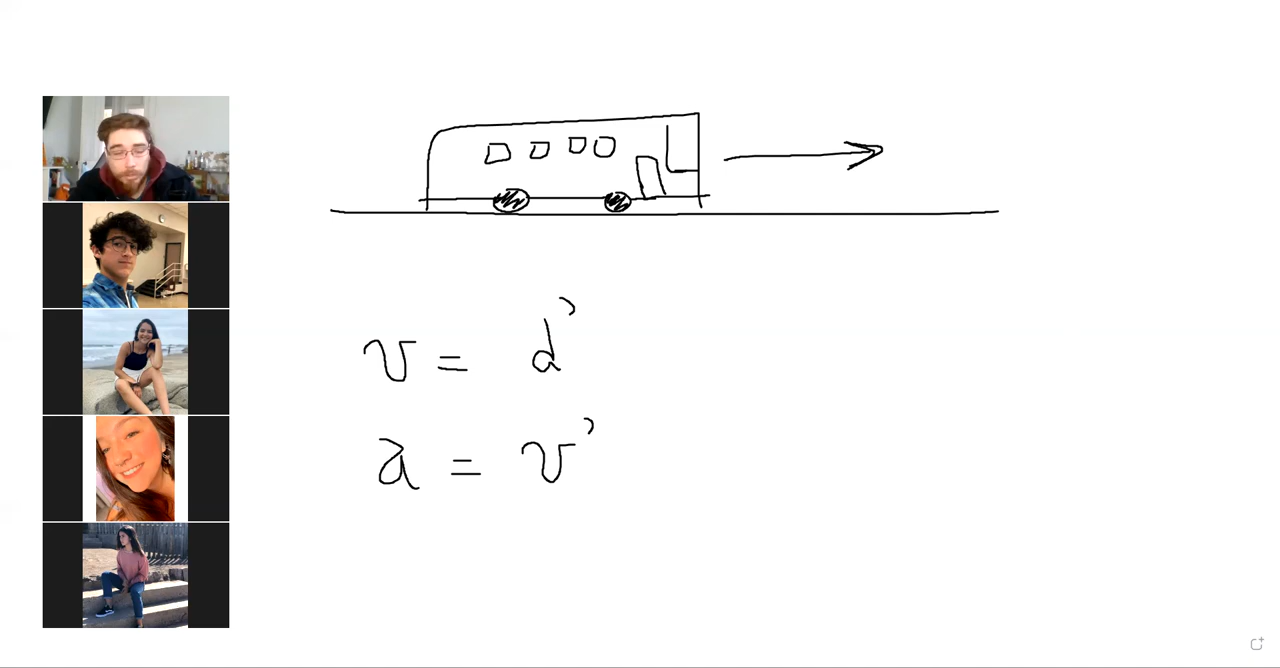 v = d'
a = v'